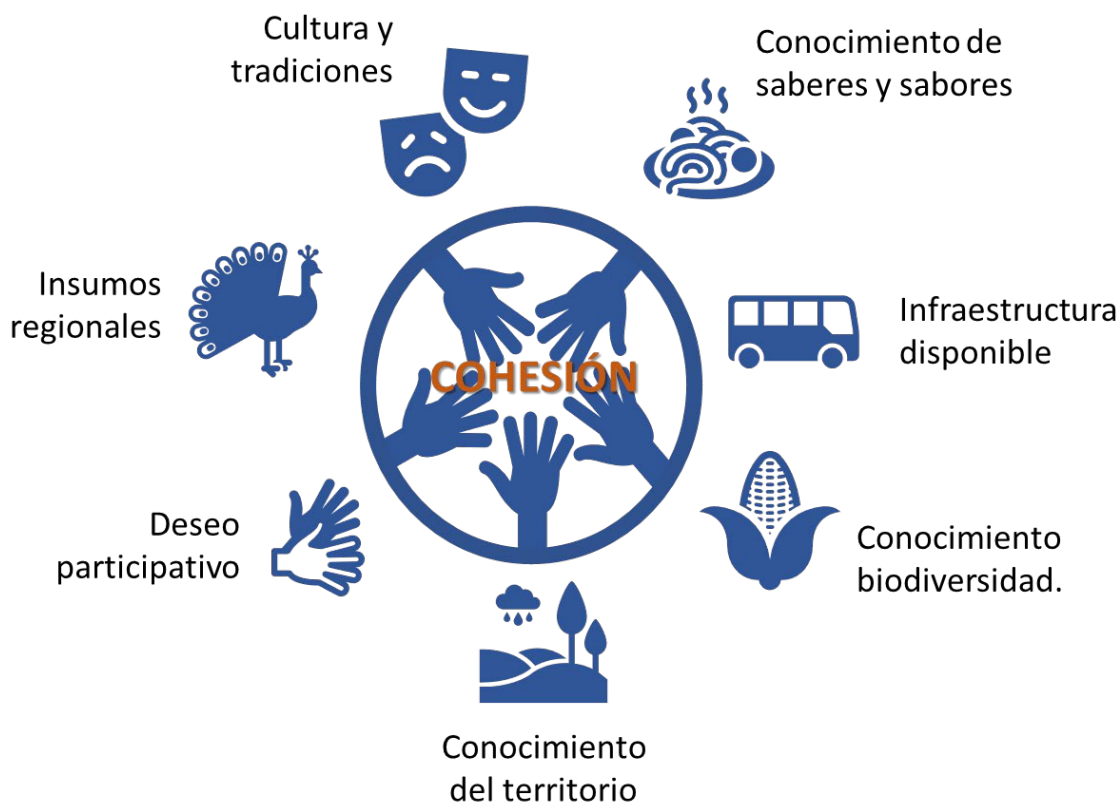 Cultura y
tradiciones
Conocimiento de
saberes y sabores
Insumos
regionales
Infraestructura
disponible
COHESIÓN
Deseo
participativo
Conocimiento
biodiversidad.
Conocimiento
del territorio